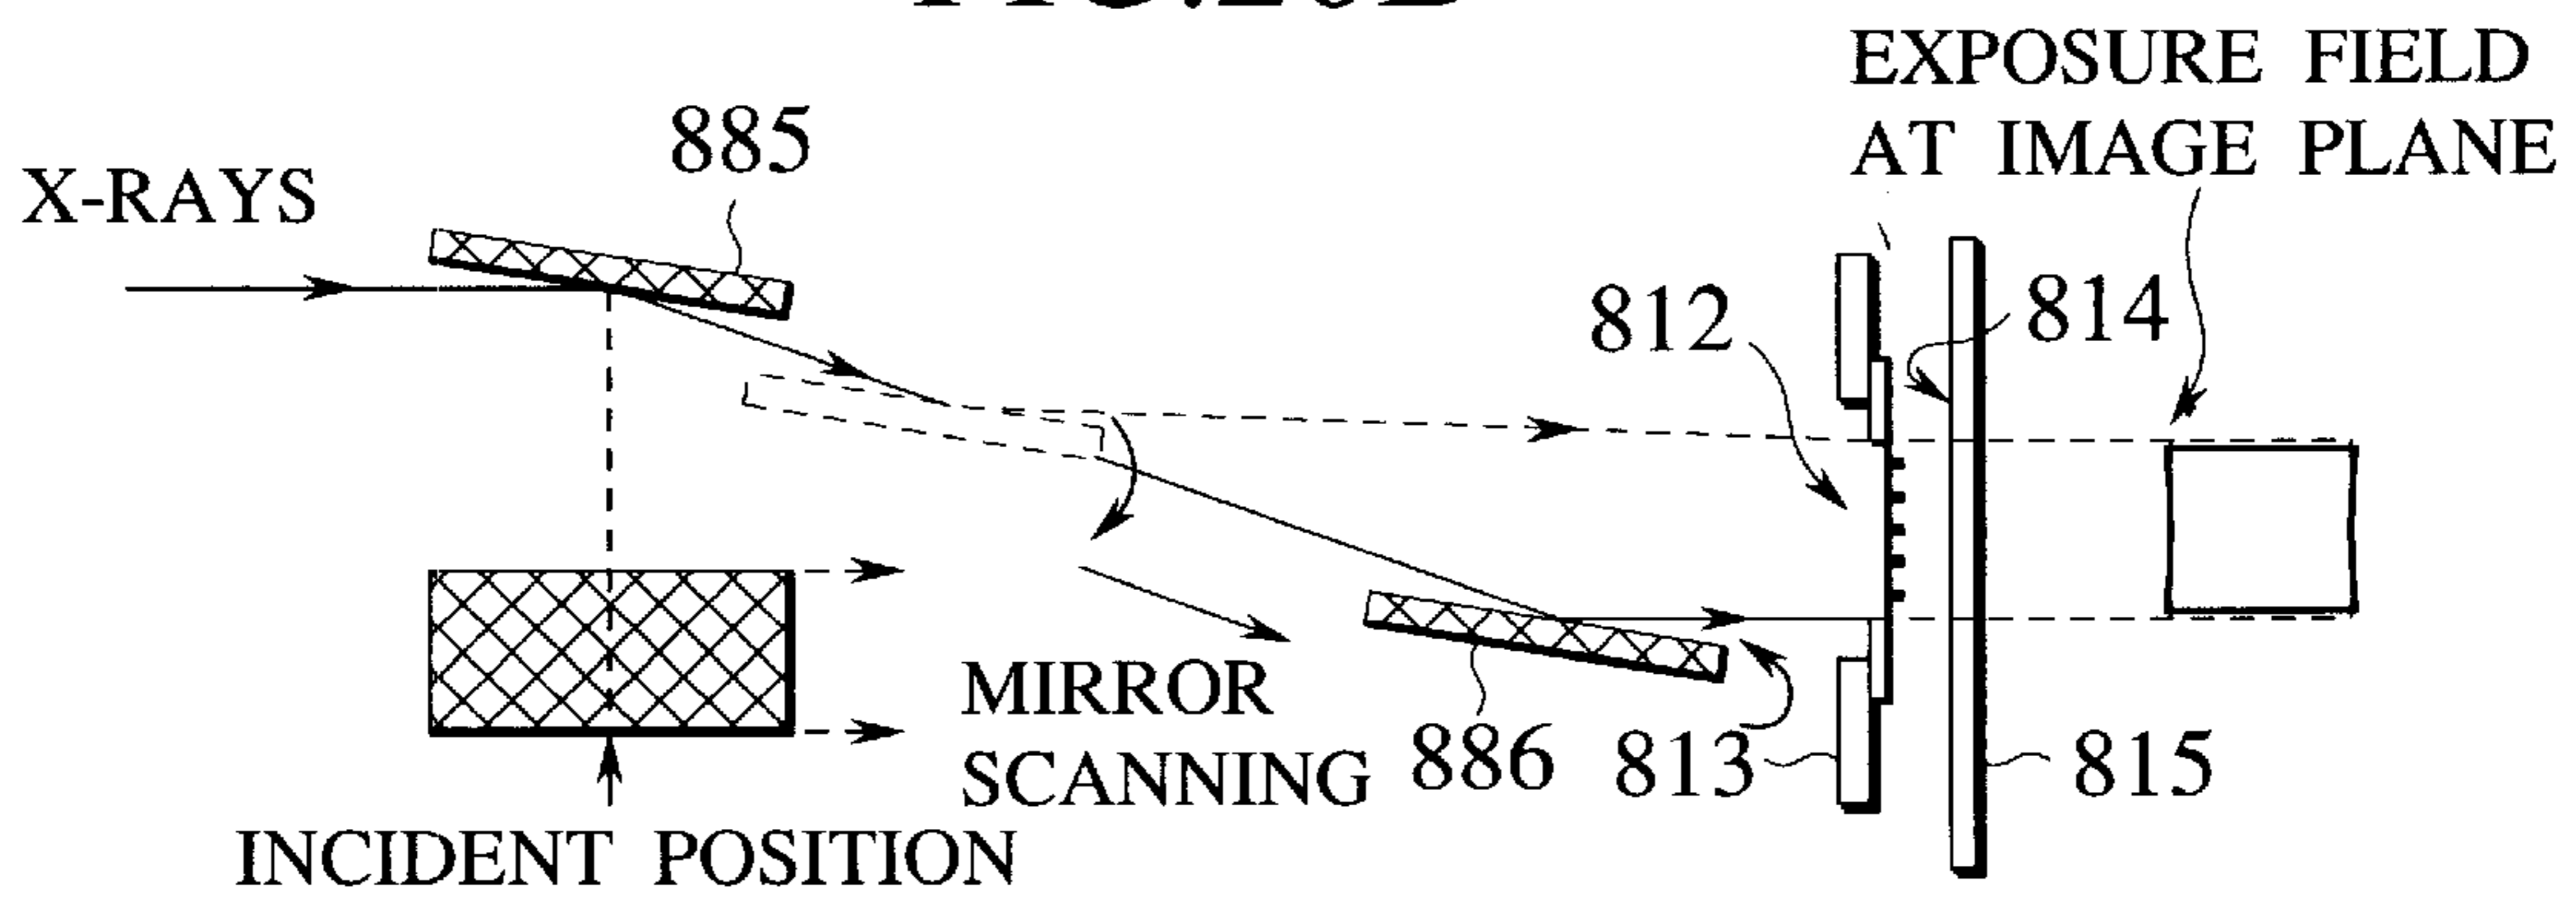 EXPOSURE FIELD
AT IMAGE PLANE
885
X-RAYS
812
814
MIRROR
SCANNING
886
813
815
INCIDENT POSITION